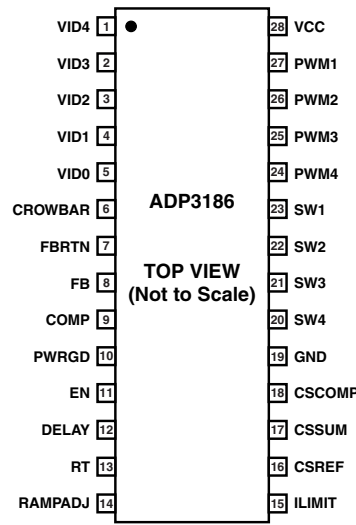 VID4 1 28 VCC
VID3 2 27 PWM1
VID2 3 26 PWM2
VID1 4 25 PWM3
VID0 5 24 PWM4
CROWBAR 6 ADP3186 23 SW1
FBRTN 7 22 SW2
FB 8 TOP VIEW 21 SW3
(Not to Scale)
COMP 9 20 SW4
PWRGD 10 19 GND
EN 11 18 CSCOMP
DELAY 12 17 CSSUM
RT 13 16 CSREF
RAMPADJ 14 15 ILIMIT